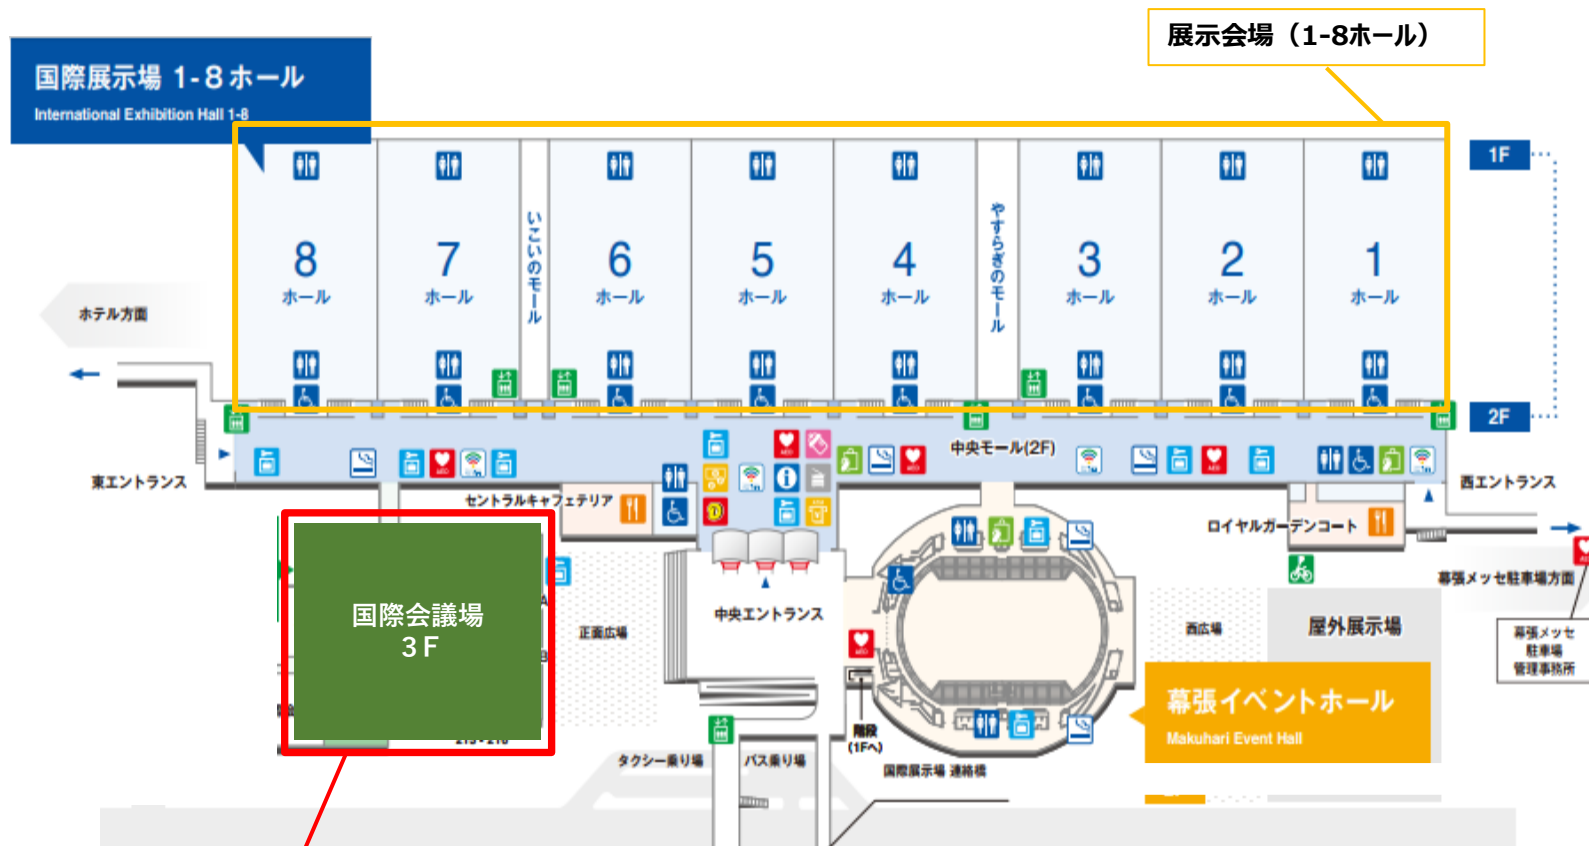 展示会場（1-8ホール）
国際展示場 1-8 ホール
International Exhibition Hall 1-8
1F
8
ホール
7
ホール
いこいのモール
6
ホール
5
ホール
4
ホール
やすらぎのモール
3
ホール
2
ホール
1
ホール
ホテル方面
2F
中央モール(2F)
東エントランス
西エントランス
セントラルキャフェテリア
ロイヤルガーデンコート
幕張メッセ駐車場方面
国際会議場
３F
A
B
正面広場
中央エントランス
西広場
屋外展示場
幕張メッセ
駐車場
管理事務所
幕張イベントホール
Makuhari Event Hall
階段
(1Fへ)
タクシー乗り場
バス乗り場
国際展示場 連絡橋